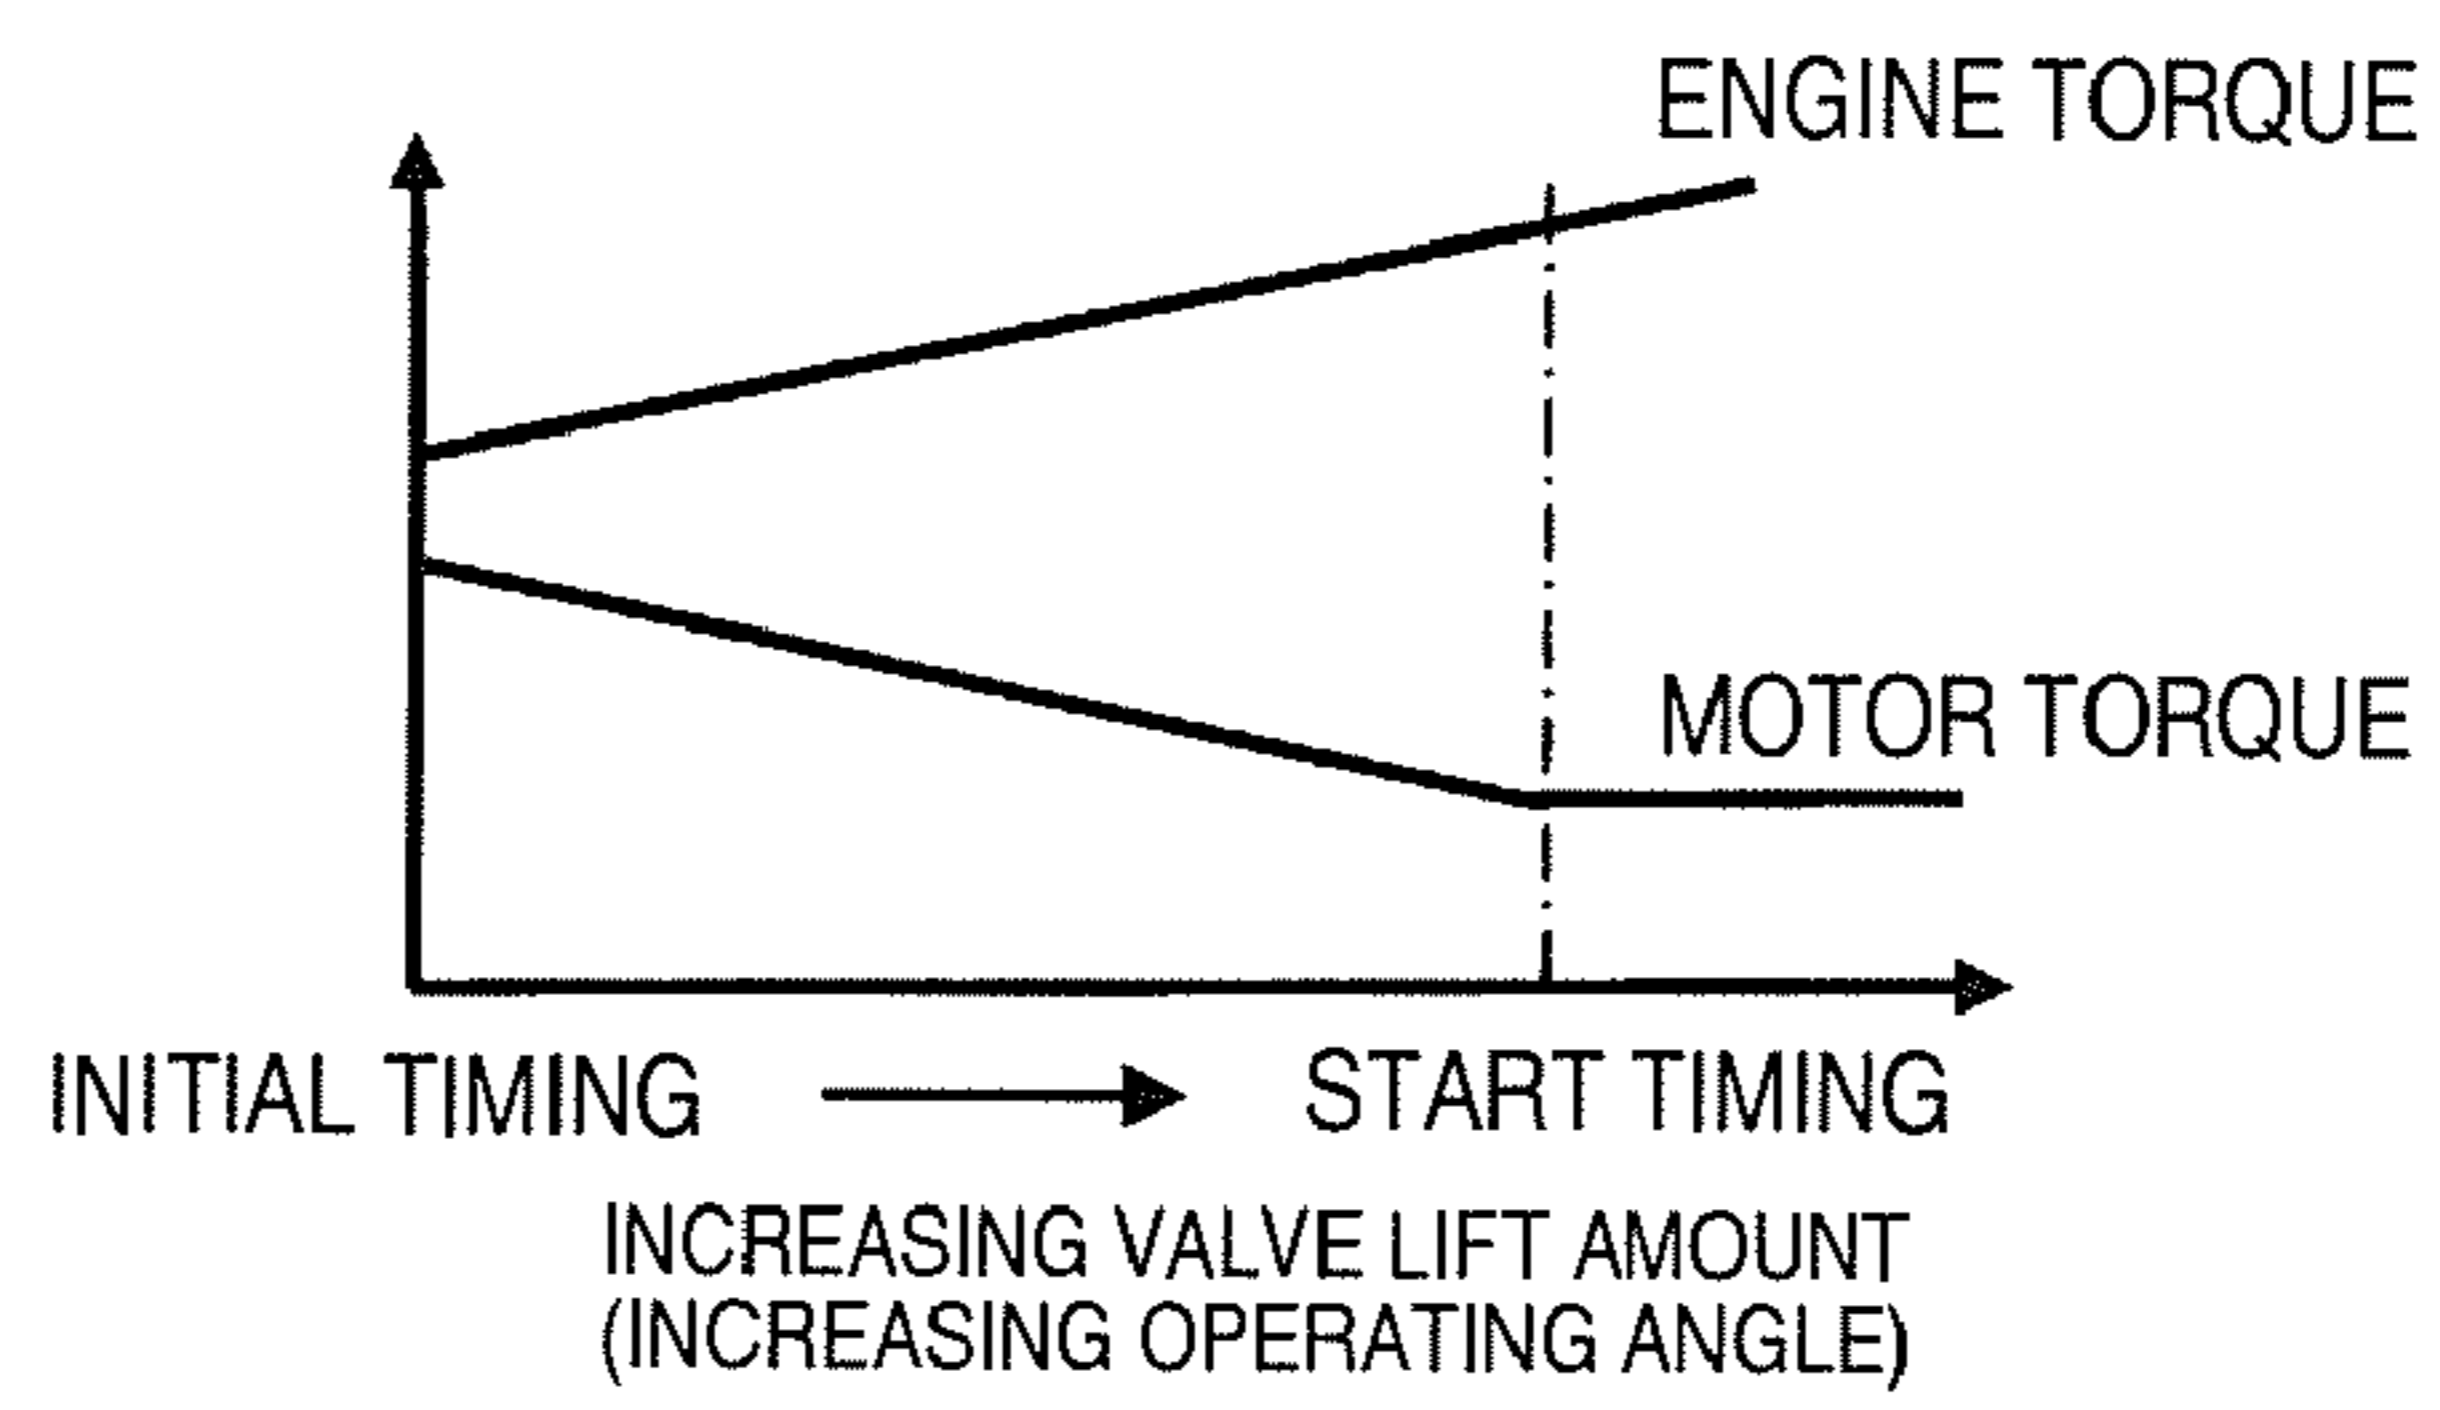 ENGINE TORQUE
MOTOR TORQUE
INITIAL TIMING
START TIMING
INCREASING VALVE LIFT AMOUNT
(INCREASING OPERATING ANGLE)